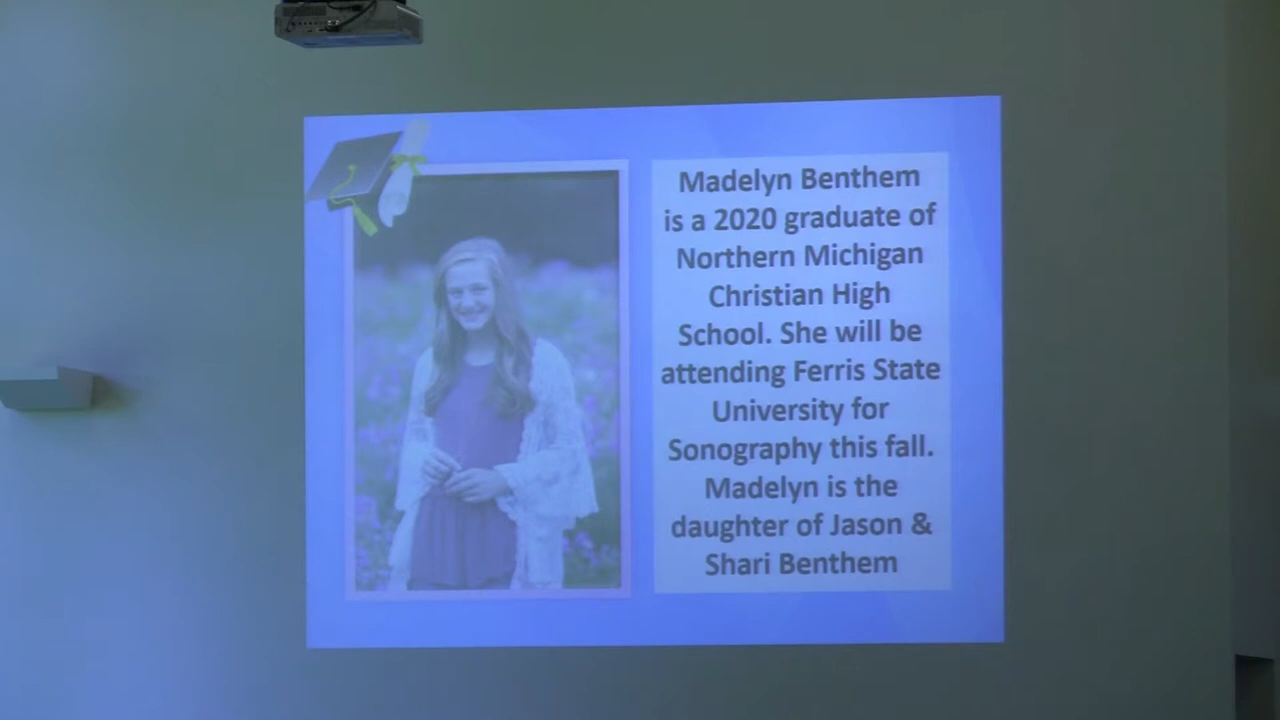 Madelyn Benthem
is a 2020 graduate of
Northern Michigan
Christian High
School. She will be
attending Ferris State
University for
Sonography this fall.
Madelyn is the
daughter of Jason &
Shari Benthem